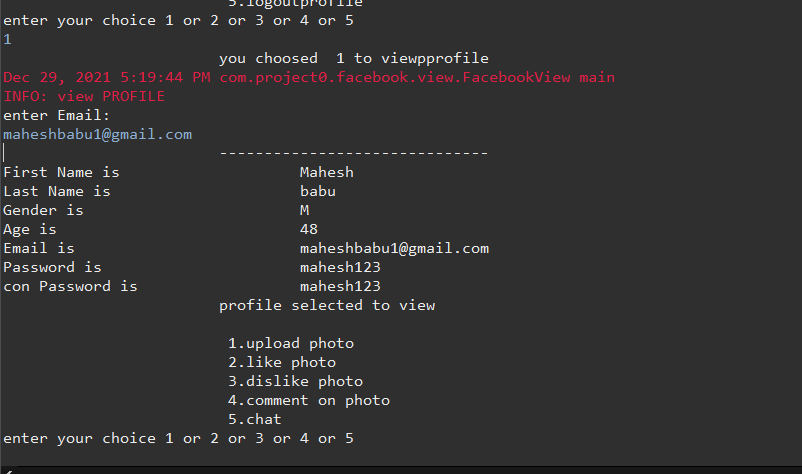 5.logoutprofile
enter your choice 1 or 2 or 3 or 4 or 5
1
you choosed  1 to viewpprofile
Dec 29, 2021 5:19:44 PM com.project0.facebook.view.FacebookView main
INFO: view PROFILE
enter Email:
maheshbabu1@gmail.com
------------------------------
First Name is                    Mahesh
Last Name is                     babu
Gender is                        M
Age is                           48
Email is                         maheshbabu1@gmail.com
Password is                      mahesh123
con Password is                  mahesh123
profile selected to view
1.upload photo
2.like photo
3.dislike photo
4.comment on photo
5.chat
enter your choice 1 or 2 or 3 or 4 or 5